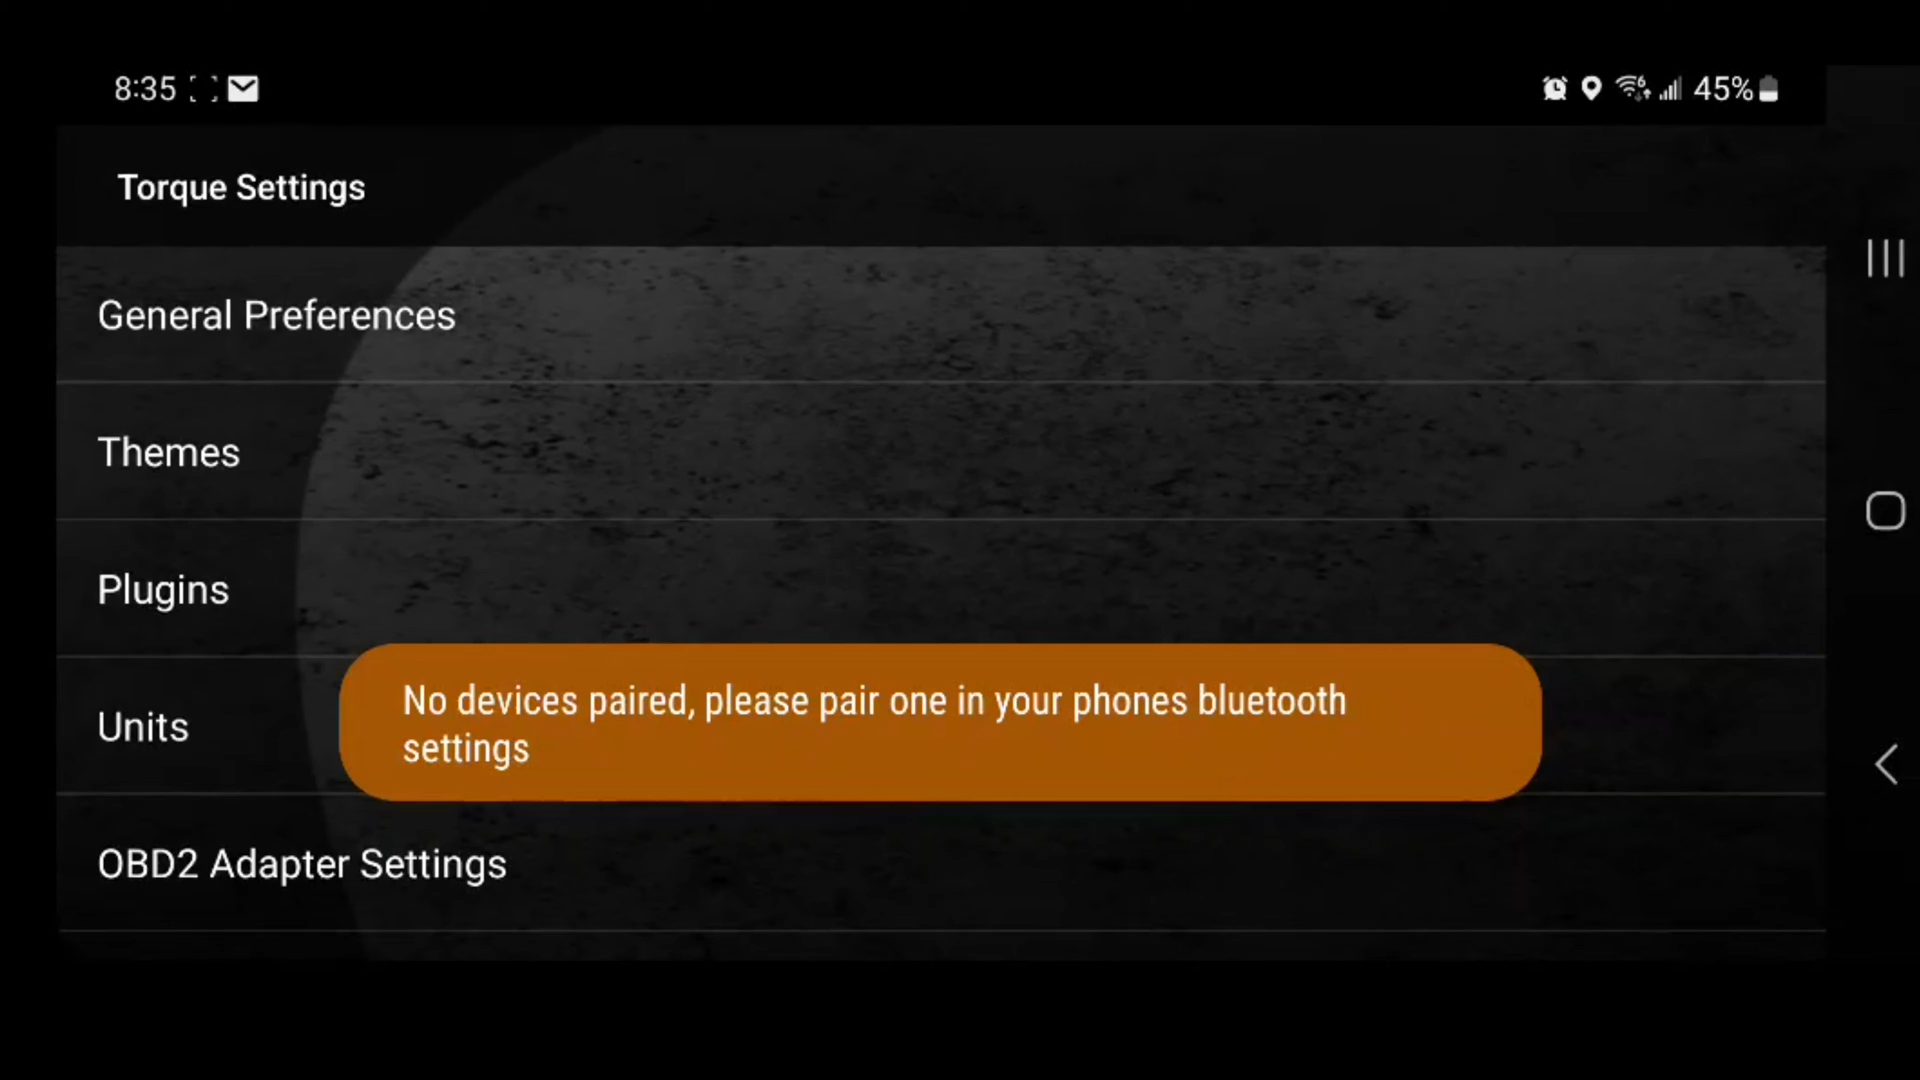 8:35
45%
Torque Settings
General Preferences
Themes
Plugins
Units
No devices paired, please pair one in your phones bluetooth
settings
OBD2 Adapter Settings